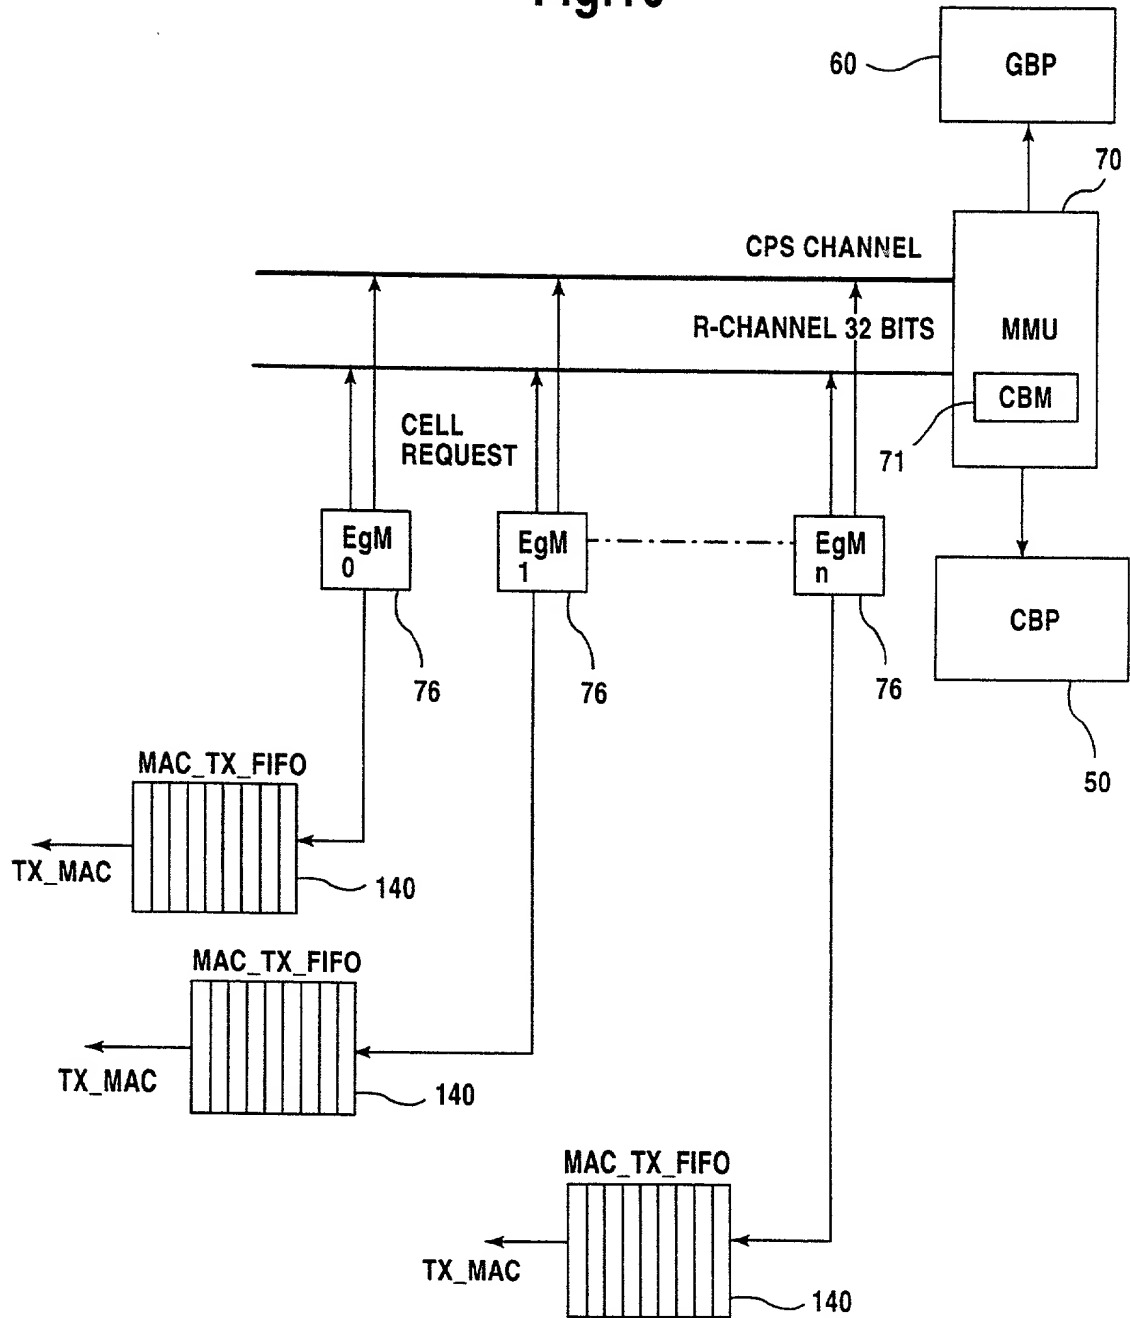 60
GBP
70
CPS CHANNEL
R-CHANNEL 32 BITS
MMU
CBM
71
CELL
REQUEST
EgM
0
EgM
1
EgM
n
CBP
76
76
76
50
MAC_TX_FIFO
TX_MAC
140
MAC_TX_FIFO
TX_MAC
140
MAC_TX_FIFO
TX_MAC
140